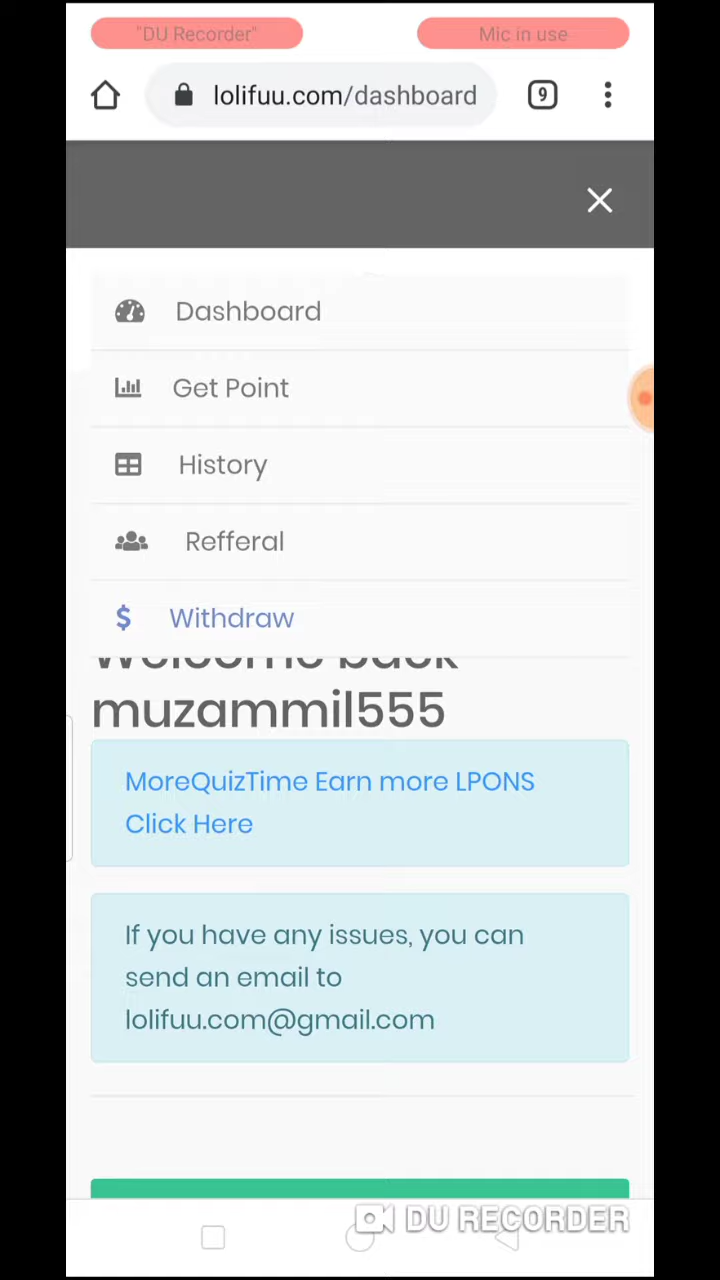 "DU Recorder" Mic in use
lolifuu.com/dashboard 9
Dashboard
Get Point
History
Refferal
$ Withdraw
Welcome back
muzammil555
MoreQuizTime Earn more LPONS
Click Here
If you have any issues, you can
send an email to
lolifuu.com@gmail.com
DU RECORDER